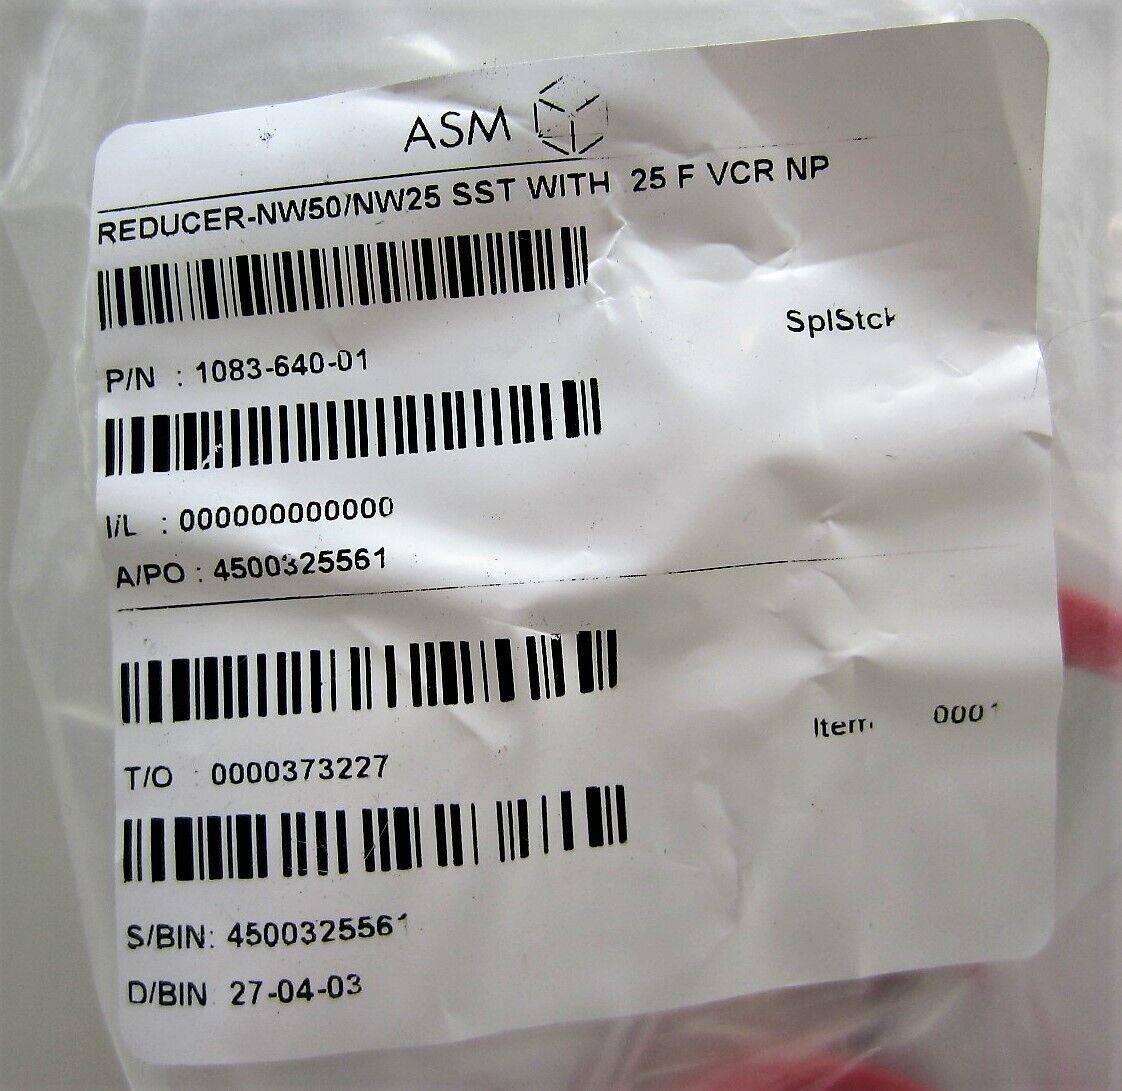 ASM
REDUCER-NW50/NW25 SST WITH 25 F VCR NP
SplStck
P/N : 1083-640-01
I/L : 000000000000
A/PO : 4500325561
Item 0001
T/O : 0000373227
S/BIN: 4500325561
D/BIN 27-04-03